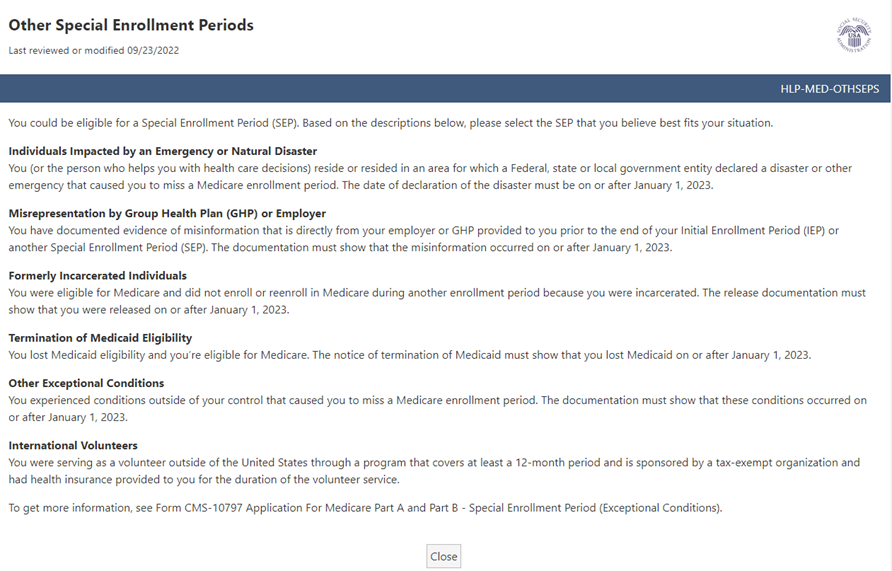 Other Special Enrollment Periods
Last reviewed or modified 09/23/2022
SOCIAL SECURITY ADMINISTRATION
USA
HLP-MED-OTHSEPS
You could be eligible for a Special Enrollment Period (SEP). Based on the descriptions below, please select the SEP that you believe best fits your situation.
Individuals Impacted by an Emergency or Natural Disaster
You (or the person who helps you with health care decisions) reside or resided in an area for which a Federal, state or local government entity declared a disaster or other
emergency that caused you to miss a Medicare enrollment period. The date of declaration of the disaster must be on or after January 1, 2023.
Misrepresentation by Group Health Plan (GHP) or Employer
You have documented evidence of misinformation that is directly from your employer or GHP provided to you prior to the end of your Initial Enrollment Period (IEP) or
another Special Enrollment Period (SEP). The documentation must show that the misinformation occurred on or after January 1, 2023.
Formerly Incarcerated Individuals
You were eligible for Medicare and did not enroll or reenroll in Medicare during another enrollment period because you were incarcerated. The release documentation must
show that you were released on or after January 1, 2023.
Termination of Medicaid Eligibility
You lost Medicaid eligibility and you're eligible for Medicare. The notice of termination of Medicaid must show that you lost Medicaid on or after January 1, 2023.
Other Exceptional Conditions
You experienced conditions outside of your control that caused you to miss a Medicare enrollment period. The documentation must show that these conditions occurred on
or after January 1, 2023.
International Volunteers
You were serving as a volunteer outside of the United States through a program that covers at least a 12-month period and is sponsored by a tax-exempt organization and
had health insurance provided to you for the duration of the volunteer service.
To get more information, see Form CMS-10797 Application For Medicare Part A and Part B - Special Enrollment Period (Exceptional Conditions).
Close